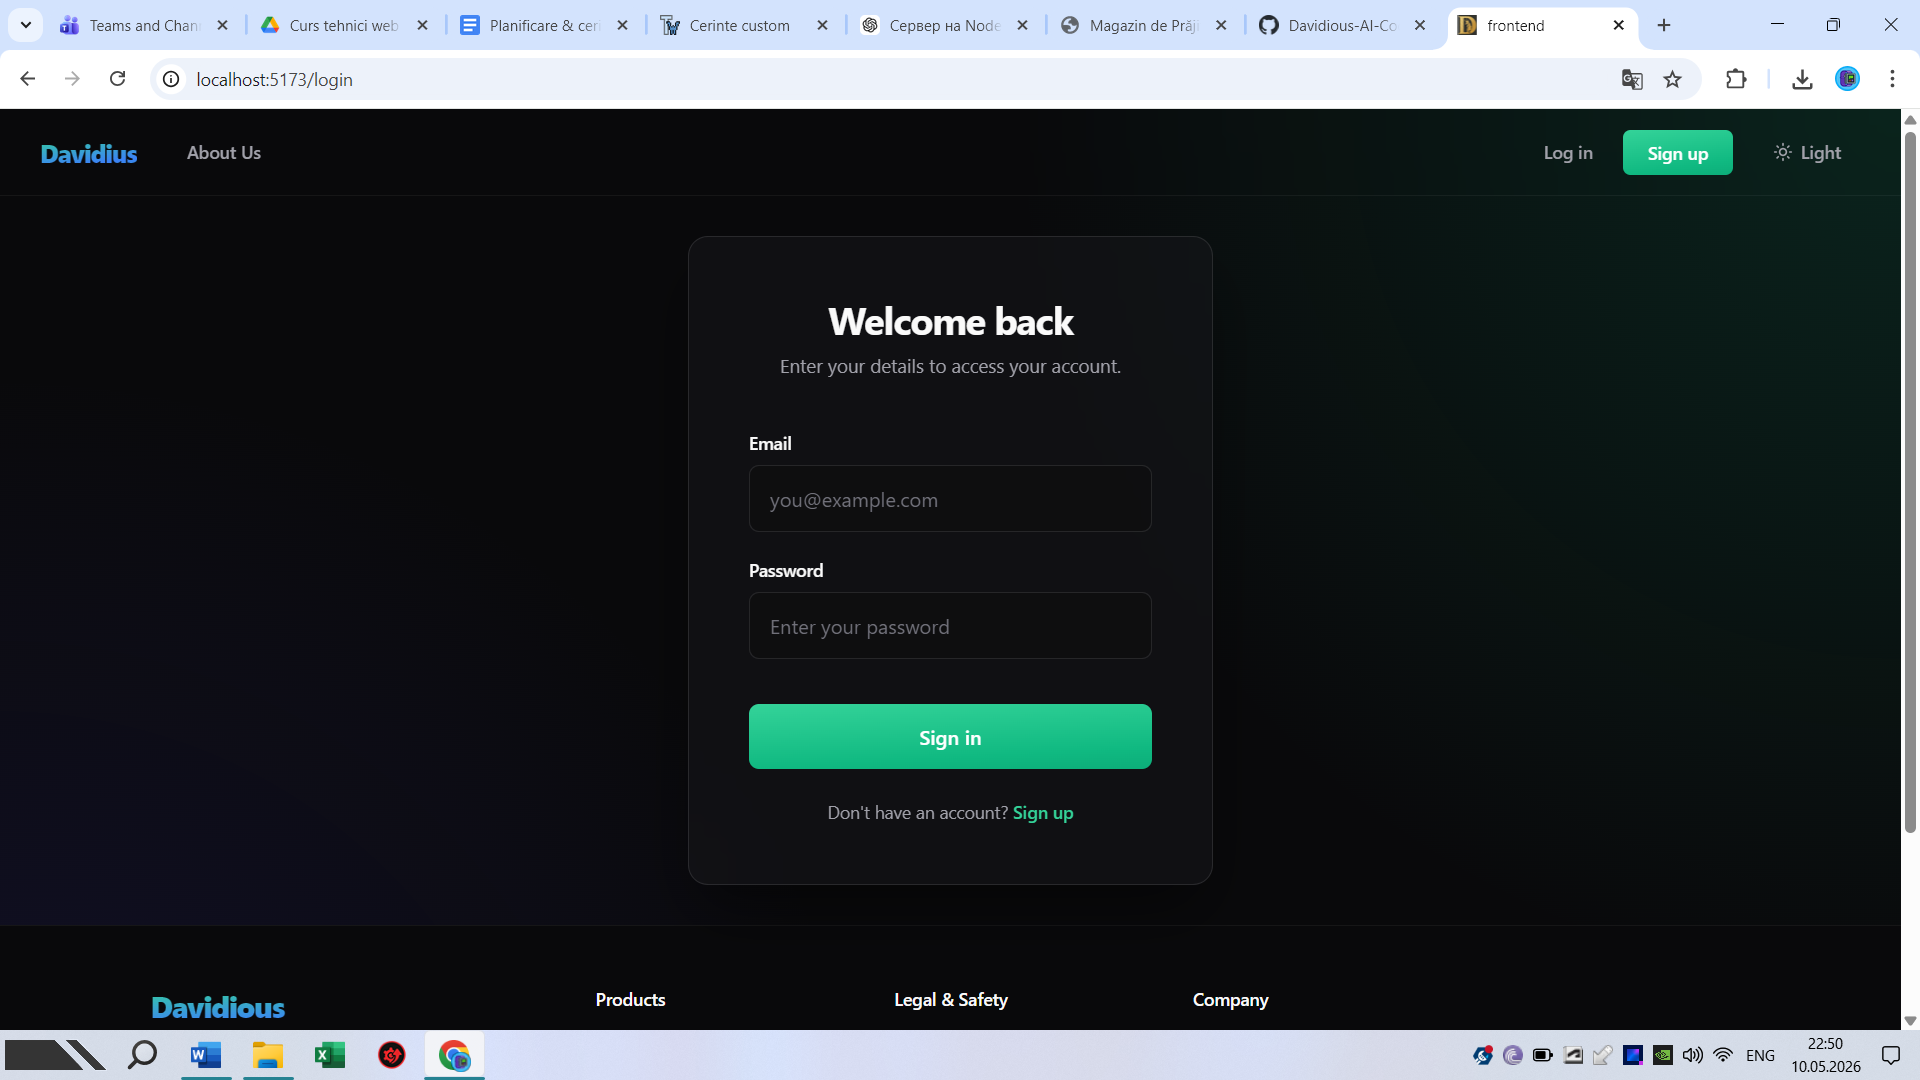 Teams and Chan
Curs tehnici web
Planificare & ceri
Cerinte custom
Сервер на Node
Magazin de Prăji
Davidious-AI-Co
frontend
localhost:5173/login
Davidius
About Us
Log in
Sign up
Light
Welcome back
Enter your details to access your account.
Email
you@example.com
Password
Enter your password
Sign in
Don't have an account? Sign up
Davidious
Products
Legal & Safety
Company
ENG
22:50
10.05.2026